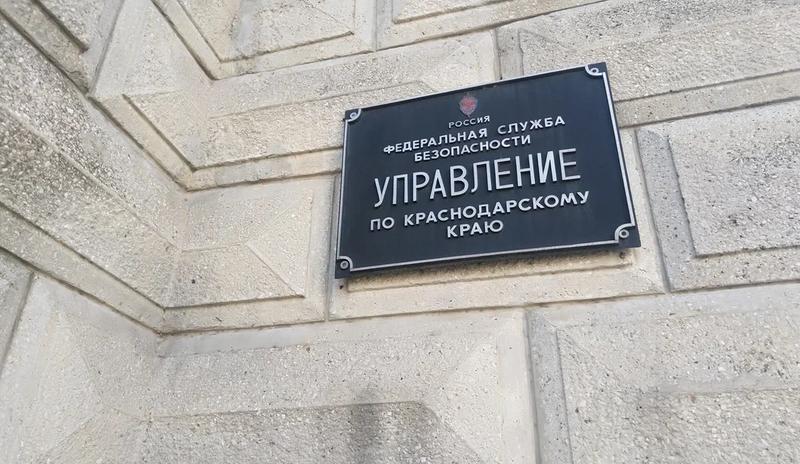 РОССИЯ
ФЕДЕРАЛЬНАЯ СЛУЖБА
БЕЗОПАСНОСТИ
УПРАВЛЕНИЕ
ПО КРАСНОДАРСКОМУ
КРАЮ